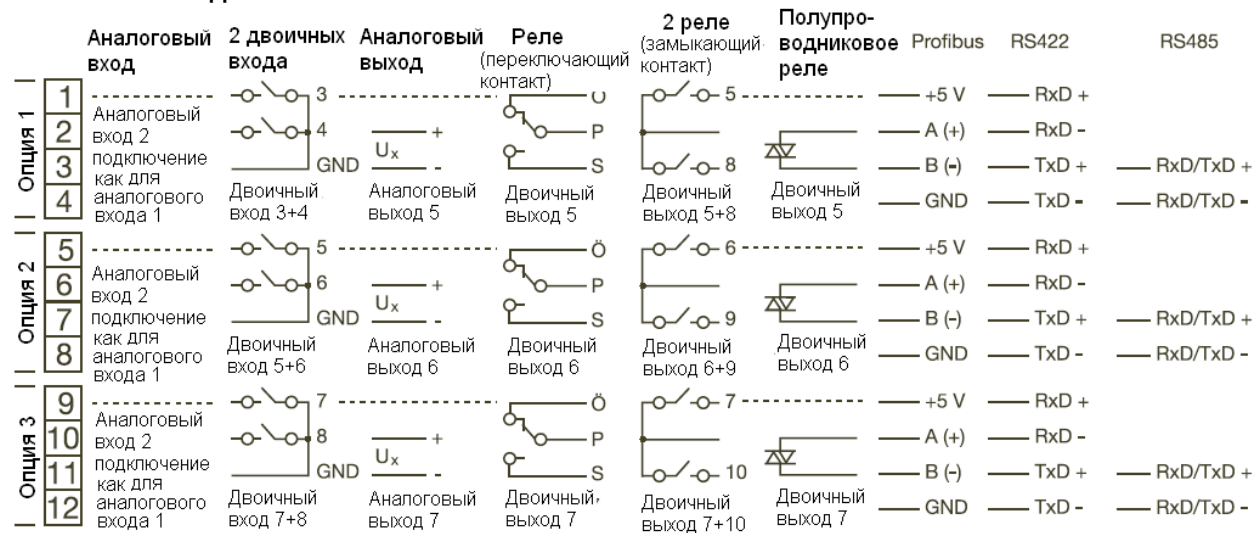 Аналоговый вход
2 двоичных входа
Аналоговый выход
Реле
(переключающий контакт)
2 реле
(замыкающий контакт)
Полупро-
водниковое
реле
Profibus
RS422
RS485
Опция 1
1
2
3
4
Аналоговый
вход 2
подключение
как для
аналогового
входа 1
3
4
GND
Двоичный
вход 3+4
Ux
+
-
Аналоговый
выход 5
Ö
P
S
Двоичный
выход 5
5
8
Двоичный
выход 5+8
Двоичный
выход 5
+5 V
A (+)
B (-)
GND
RxD +
RxD -
TxD +
TxD -
RxD/TxD +
RxD/TxD -
Опция 2
5
6
7
8
Аналоговый
вход 2
подключение
как для
аналогового
входа 1
5
6
GND
Двоичный
вход 5+6
Ux
+
-
Аналоговый
выход 6
Ö
P
S
Двоичный
выход 6
6
9
Двоичный
выход 6+9
Двоичный
выход 6
+5 V
A (+)
B (-)
GND
RxD +
RxD -
TxD +
TxD -
RxD/TxD +
RxD/TxD -
Опция 3
9
10
11
12
Аналоговый
вход 2
подключение
как для
аналогового
входа 1
7
8
GND
Двоичный
вход 7+8
Ux
+
-
Аналоговый
выход 7
Ö
P
S
Двоичный
выход 7
7
10
Двоичный
выход 7+10
Двоичный
выход 7
+5 V
A (+)
B (-)
GND
RxD +
RxD -
TxD +
TxD -
RxD/TxD +
RxD/TxD -